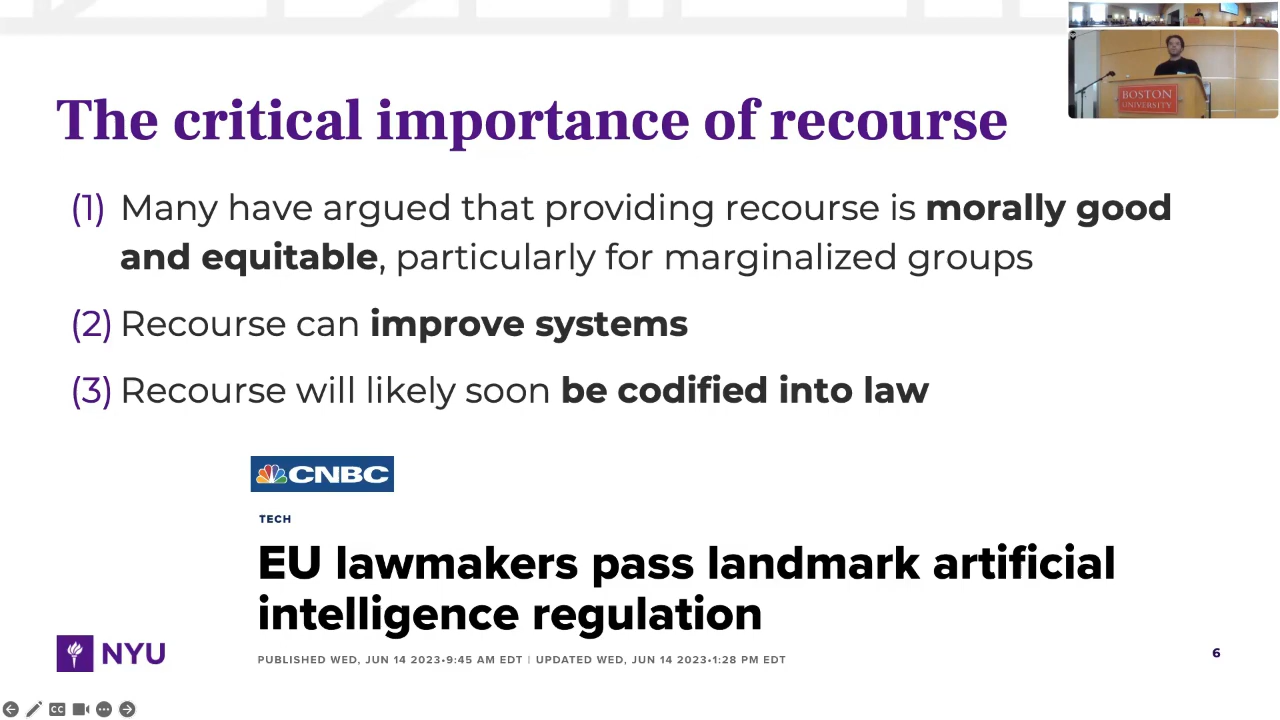 The critical importance of recourse
(1) Many have argued that providing recourse is morally good
and equitable, particularly for marginalized groups
(2) Recourse can improve systems
(3) Recourse will likely soon be codified into law
CNBC
TECH
EU lawmakers pass landmark artificial
intelligence regulation
PUBLISHED WED, JUN 14 2023•9:45 AM EDT | UPDATED WED, JUN 14 2023•1:28 PM EDT
NYU
6
BOSTON
UNIVERSITY
CC